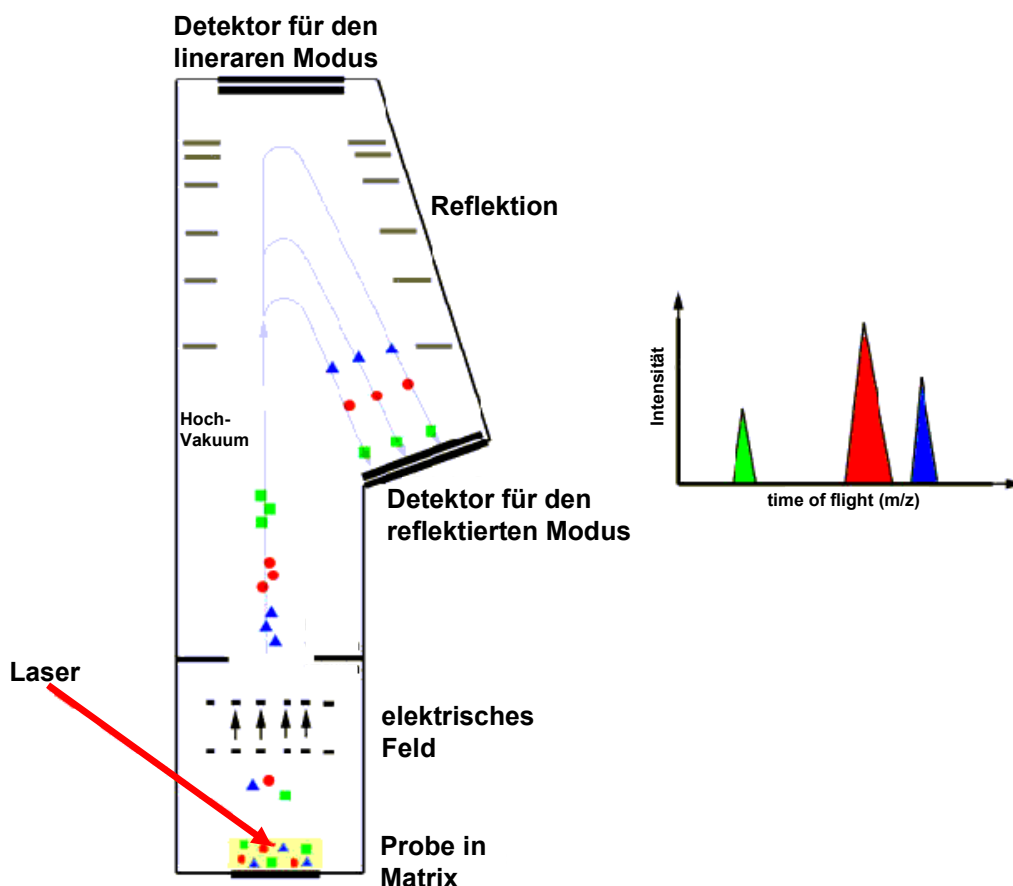 Detektor für den
lineraren Modus
Reflektion
Hoch-
Vakuum
Detektor für den
reflektierten Modus
Laser
elektrisches
Feld
Probe in
Matrix
Intensität
time of flight (m/z)